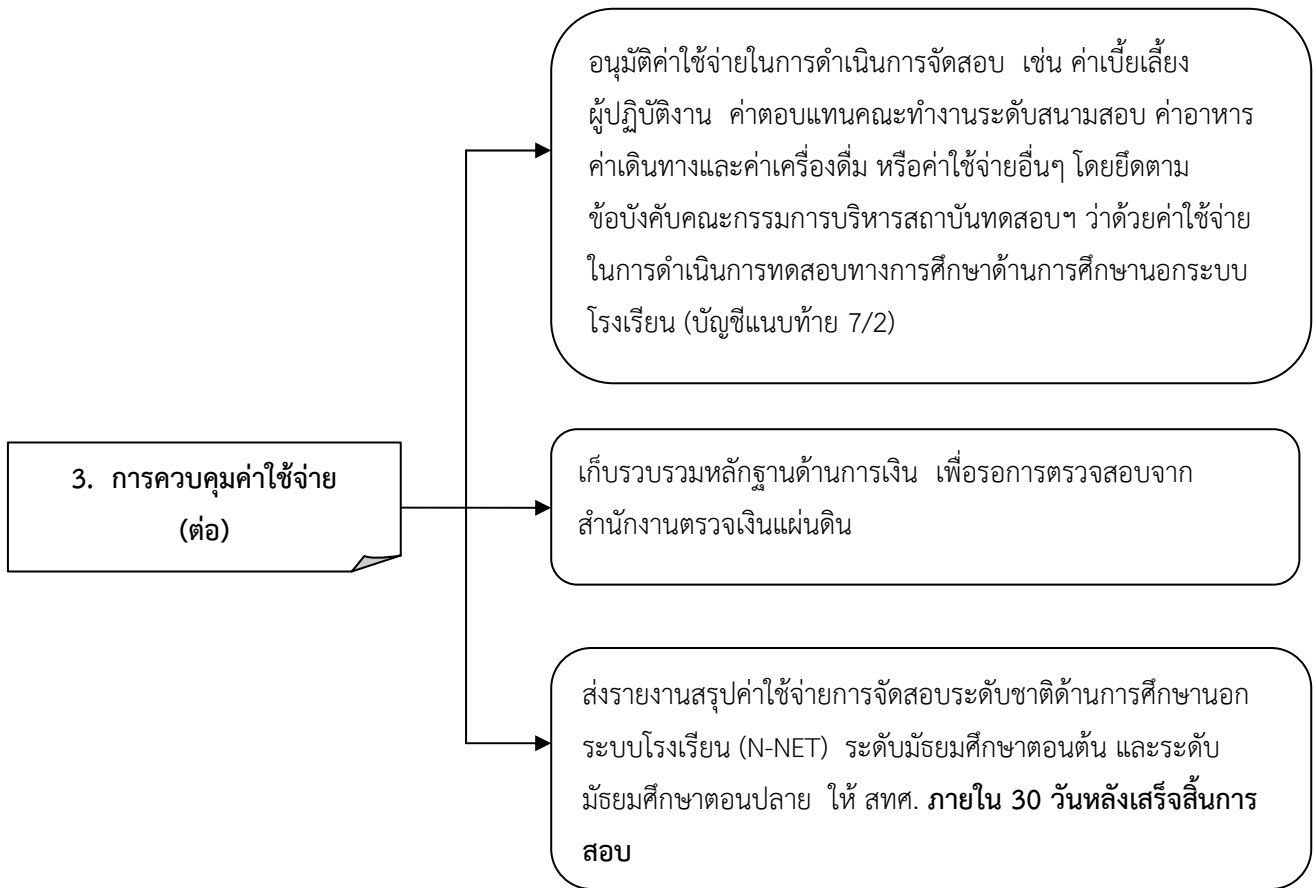 อนุมัติค่าใช้จ่ายในการดำเนินการจัดสอบ เช่น ค่าเบี้ยเลี้ยง
ผู้ปฏิบัติงาน ค่าตอบแทนคณะทำงานระดับสนามสอบ ค่าอาหาร
ค่าเดินทางและค่าเครื่องดื่ม หรือค่าใช้จ่ายอื่นๆ โดยยึดตาม
ข้อบังคับคณะกรรมการบริหารสถาบันทดสอบฯ ว่าด้วยค่าใช้จ่าย
ในการดำเนินการทดสอบทางการศึกษาด้านการศึกษานอกระบบ
โรงเรียน (บัญชีแนบท้าย 7/2)
3. การควบคุมค่าใช้จ่าย
(ต่อ)
เก็บรวบรวมหลักฐานด้านการเงิน เพื่อรอการตรวจสอบจาก
สำนักงานตรวจเงินแผ่นดิน
ส่งรายงานสรุปค่าใช้จ่ายการจัดสอบระดับชาติด้านการศึกษานอก
ระบบโรงเรียน (N-NET) ระดับมัธยมศึกษาตอนต้น และระดับ
มัธยมศึกษาตอนปลาย ให้ สทศ. ภายใน 30 วันหลังเสร็จสิ้นการ
สอบ